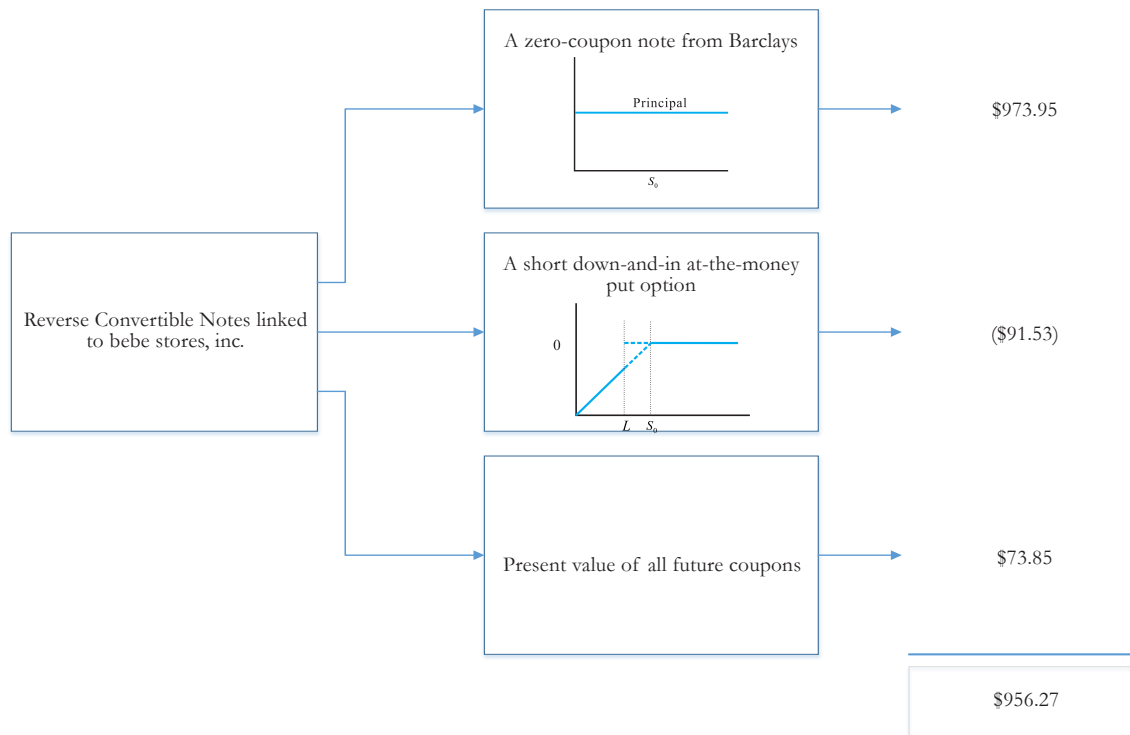 A zero-coupon note from Barclays
Principal
S₀
$973.95
Reverse Convertible Notes linked
to bebe stores, inc.
A short down-and-in at-the-money
put option
0
L S₀
($91.53)
Present value of all future coupons
$73.85
$956.27